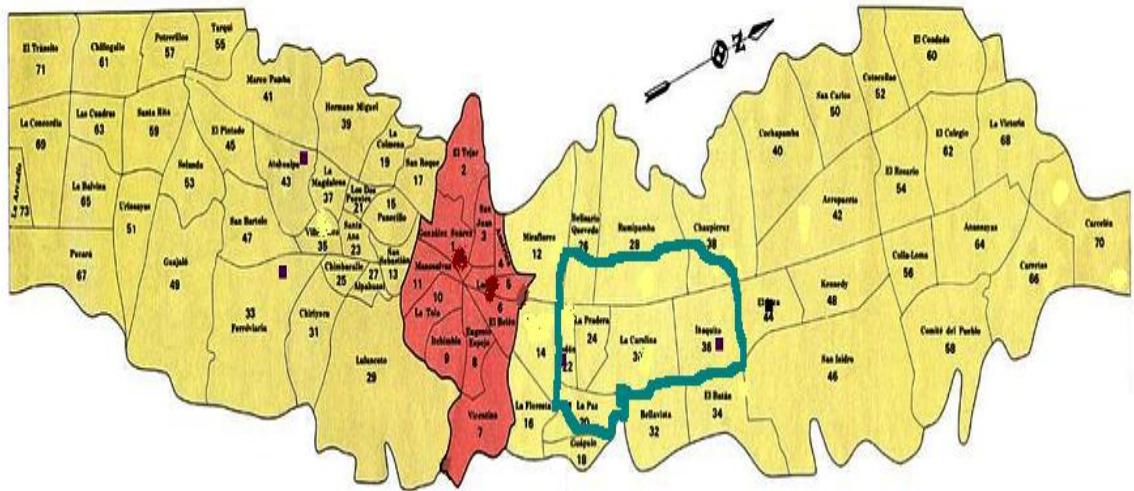 El Tránsito
71
Chillogallo
61
Potrerillos
57
Tarqui
55
Marco Pamba
41
Hermano Miguel
39
La Concordia
69
Las Cuadras
63
Santa Rita
59
El Pintado
45
Atahualpa
43
La
Colmena
19
San Roque
17
La
Magdalena
37
Los Dos
Puentes
21
15
Panecillo
La Arcadia
73
La Balvina
65
Solanda
53
51
San Bartolo
47
35
Santa
Ana
23
San
Sebastián
13
Chimbacalle
25
27
Alpahuasi
Pucará
67
Guajaló
49
33
Ferroviaria
Chiriyacu
31
Luluncoto
29
El Tejar
2
San
Juan
3
González Suárez
1
Manosalvas
11
4
5
6
El Belén
10
La Tola
Itchimbía
9
Eugenio
Espejo
8
Vicentina
7
N
Miraflores
12
Belisario
Quevedo
26
Rumipamba
28
Chaupicruz
38
14
22
La Pradera
24
La Carolina
Iñaquito
36
La Floresta
16
La Paz
20
Guápulo
18
Bellavista
32
El Batán
34
44
Cochapamba
40
San Carlos
50
Cotocollao
52
El Condado
60
Aeropuerto
42
El Rosario
54
El Colegio
62
La Victoria
68
Kennedy
48
San Isidro
46
56
64
66
Carcelén
70
Comité del Pueblo
58